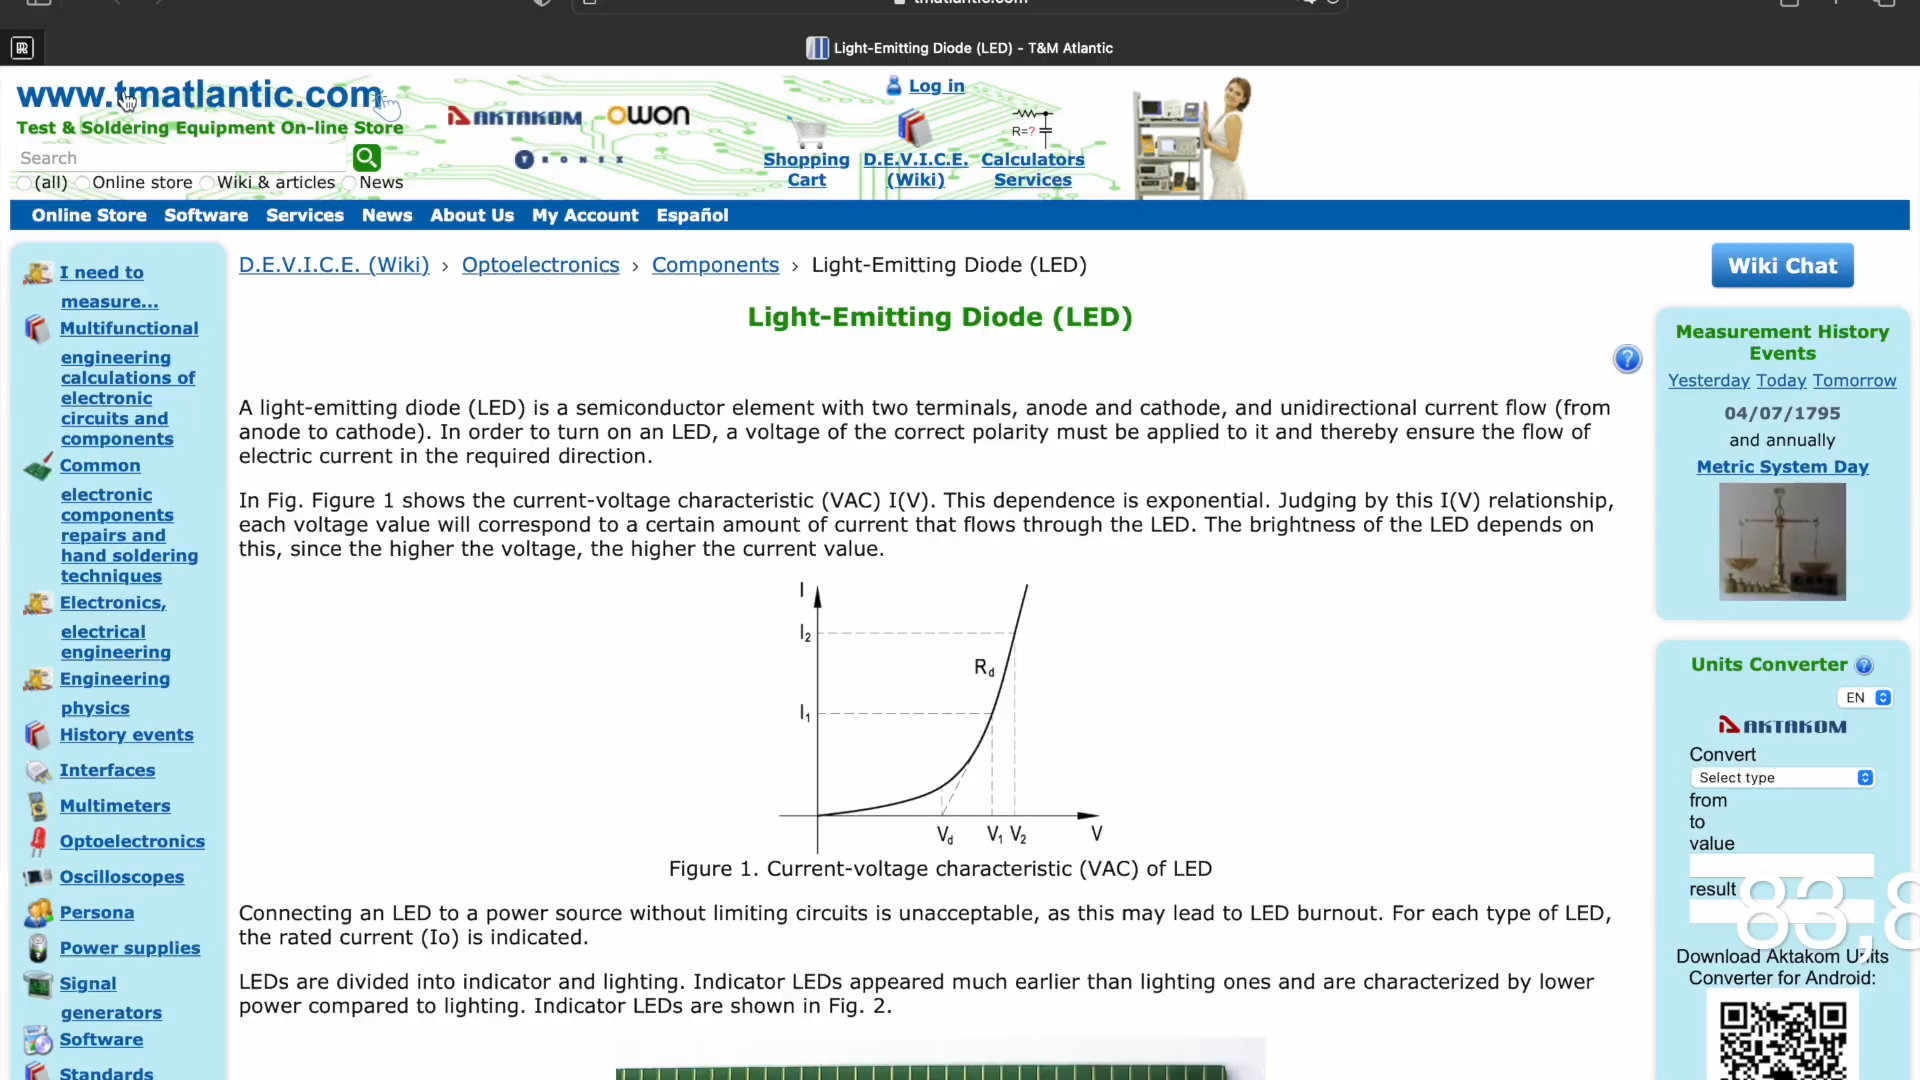 tmatlantic.com
Light-Emitting Diode (LED) - T&M Atlantic
www.tmatlantic.com
Test & Soldering Equipment On-line Store
Search
(all) Online store Wiki & articles News
AKTAKOM OWON
TRONEX
Log in
R=?
Shopping Cart
D.E.V.I.C.E. (Wiki)
Calculators Services
Online Store Software Services News About Us My Account Español
I need to
measure...
Multifunctional
engineering
calculations of
electronic
circuits and
components
Common
electronic
components
repairs and
hand soldering
techniques
Electronics,
electrical
engineering
Engineering
physics
History events
Interfaces
Multimeters
Optoelectronics
Oscilloscopes
Persona
Power supplies
Signal
generators
Software
Standards
D.E.V.I.C.E. (Wiki) › Optoelectronics › Components › Light-Emitting Diode (LED)
Light-Emitting Diode (LED)
?
A light-emitting diode (LED) is a semiconductor element with two terminals, anode and cathode, and unidirectional current flow (from
anode to cathode). In order to turn on an LED, a voltage of the correct polarity must be applied to it and thereby ensure the flow of
electric current in the required direction.
In Fig. Figure 1 shows the current-voltage characteristic (VAC) I(V). This dependence is exponential. Judging by this I(V) relationship,
each voltage value will correspond to a certain amount of current that flows through the LED. The brightness of the LED depends on
this, since the higher the voltage, the higher the current value.
I
I2
Rd
I1
Vd V1 V2 V
Figure 1. Current-voltage characteristic (VAC) of LED
Connecting an LED to a power source without limiting circuits is unacceptable, as this may lead to LED burnout. For each type of LED,
the rated current (Io) is indicated.
LEDs are divided into indicator and lighting. Indicator LEDs appeared much earlier than lighting ones and are characterized by lower
power compared to lighting. Indicator LEDs are shown in Fig. 2.
Wiki Chat
Measurement History
Events
Yesterday Today Tomorrow
04/07/1795
and annually
Metric System Day
Units Converter ?
EN
AKTAKOM
Convert
Select type
from
to
value
result
83,8
Download Aktakom Units
Converter for Android: